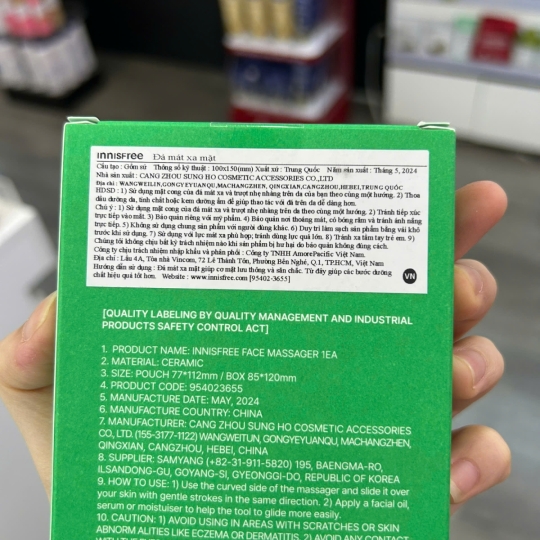 innisfree Đá mát xa mặt
Cấu tạo : Gốm sứ Thông số kỹ thuật : 100x150(mm) Xuất xứ : Trung Quốc Năm sản xuất : Tháng 5, 2024
Nhà sản xuất : CANG ZHOU SUNG HO COSMETIC ACCESSORIES CO.,LTD
Địa chỉ : WANGWEILIN,GONGYEYUANQU,MACHANGZHEN, QINGXIAN,CANGZHOU,HEBEI,TRUNG QUỐC
HDSD : 1) Sử dụng mặt cong của đá mát xa và trượt nhẹ nhàng trên da của bạn theo cùng một hướng. 2) Thoa
dầu dưỡng da, tinh chất hoặc kem dưỡng ẩm để giúp thao tác với đá trên da dễ dàng hơn.
Chú ý : 1) Sử dụng mặt cong của đá mát xa và trượt nhẹ nhàng trên da theo cùng một hướng. 2) Tránh tiếp xúc
trực tiếp vào mắt. 3) Bảo quản riêng với mỹ phẩm. 4) Bảo quản nơi thoáng mát, có bóng râm và tránh ánh nắng
trực tiếp. 5) Không sử dụng chung sản phẩm với người dùng khác. 6) Duy trì làm sạch sản phẩm bằng vải khô
trước khi sử dụng. 7) Sử dụng với lực mát xa phù hợp; tránh dùng lực quá lớn. 8) Tránh xa tầm tay trẻ em. 9)
Chúng tôi không chịu bất kỳ trách nhiệm nào khi sản phẩm bị hư hại do bảo quản không đúng cách.
Công ty chịu trách nhiệm nhập khẩu và phân phối : Công ty TNHH AmorePacific Việt Nam
Địa chỉ : Lầu 4A, Tòa nhà Vincom, 72 Lê Thánh Tôn, Phường Bến Nghé, Q.1, TP.HCM, Việt Nam
Hướng dẫn sử dụng : Đá mát xa mặt giúp cơ mặt lưu thông và săn chắc. Từ đây giúp các bước dưỡng
chất hiệu quả hơn. Website : www.innisfree.com [95402-3655]
VN
[QUALITY LABELING BY QUALITY MANAGEMENT AND INDUSTRIAL
PRODUCTS SAFETY CONTROL ACT]
1. PRODUCT NAME: INNISFREE FACE MASSAGER 1EA
2. MATERIAL: CERAMIC
3. SIZE: POUCH 77*112mm / BOX 85*120mm
4. PRODUCT CODE: 954023655
5. MANUFACTURE DATE: MAY, 2024
6. MANUFACTURE COUNTRY: CHINA
7. MANUFACTURER: CANG ZHOU SUNG HO COSMETIC ACCESSORIES
CO, LTD.(155-3177-1122) WANGWEITUN, GONGYEYUANQU, MACHANGZHEN,
QINGXIAN, CANGZHOU, HEBEI, CHINA
8. SUPPLIER: SAMYANG (+82-31-911-5820) 195, BAENGMA-RO,
ILSANDONG-GU, GOYANG-SI, GYEONGGI-DO, REPUBLIC OF KOREA
9. HOW TO USE: 1) Use the curved side of the massager and slide it over
your skin with gentle strokes in the same direction. 2) Apply a facial oil,
serum or moistuiser to help the tool to glide more easily.
10. CAUTION: 1) AVOID USING IN AREAS WITH SCRATCHES OR SKIN
ABNORM.ALITIES LIKE ECZEMA OR DERMATITIS. 2) AVOID ANY CONTACT